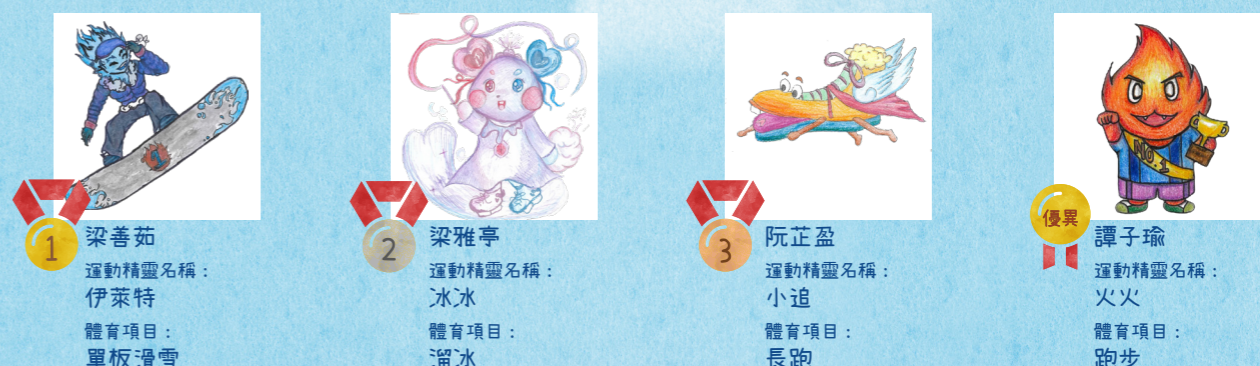 1
梁善茹
運動精靈名稱：
伊萊特
體育項目：
單板滑雪
2
梁雅亭
運動精靈名稱：
冰冰
體育項目：
溜冰
3
阮芷盈
運動精靈名稱：
小追
體育項目：
長跑
NO.1
優異
譚子瑜
運動精靈名稱：
火火
體育項目：
跑步